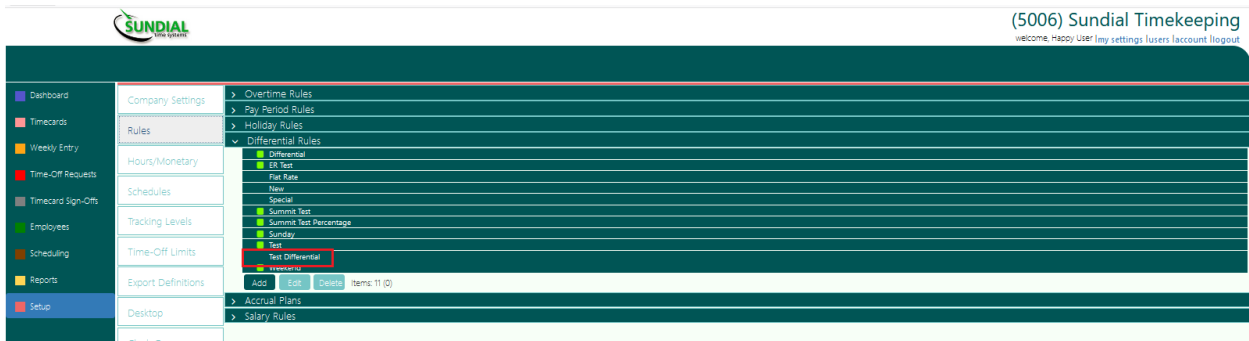 SUNDIAL
time systems
(5006) Sundial Timekeeping
welcome, Happy User |my settings |users |account |logout
Dashboard
Timecards
Weekly Entry
Time-Off Requests
Timecard Sign-Offs
Employees
Scheduling
Reports
Setup
Company Settings
Rules
Hours/Monetary
Schedules
Tracking Levels
Time-Off Limits
Export Definitions
Desktop
> Overtime Rules
> Pay Period Rules
> Holiday Rules
Differential Rules
Differential
ER Test
Flat Rate
New
Special
Summit Test
Summit Test Percentage
Sunday
Test
Test Differential
Weekend
Add Edit Delete Items: 11 (0)
> Accrual Plans
> Salary Rules